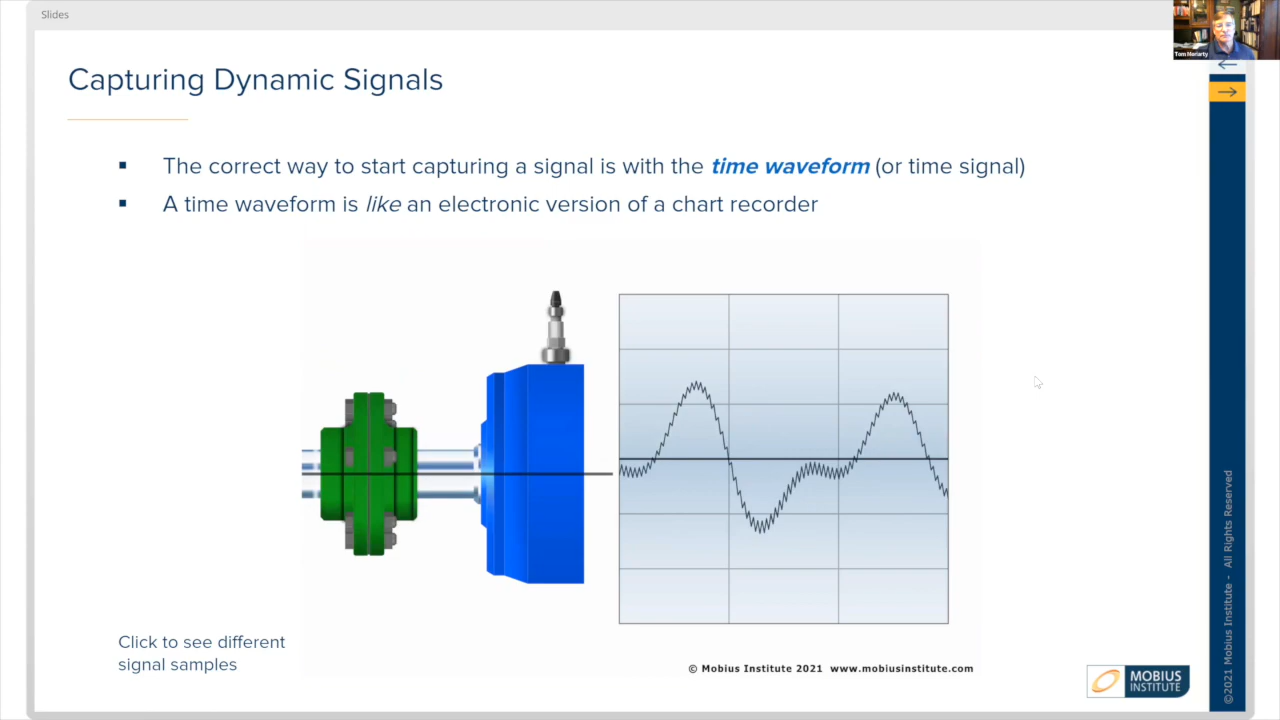 Slides
Tom Moriarty
Capturing Dynamic Signals
▪ The correct way to start capturing a signal is with the time waveform (or time signal)
▪ A time waveform is like an electronic version of a chart recorder
Click to see different
signal samples
© Mobius Institute 2021 www.mobiusinstitute.com
MOBIUS
INSTITUTE
©2021 Mobius Institute - All Rights Reserved